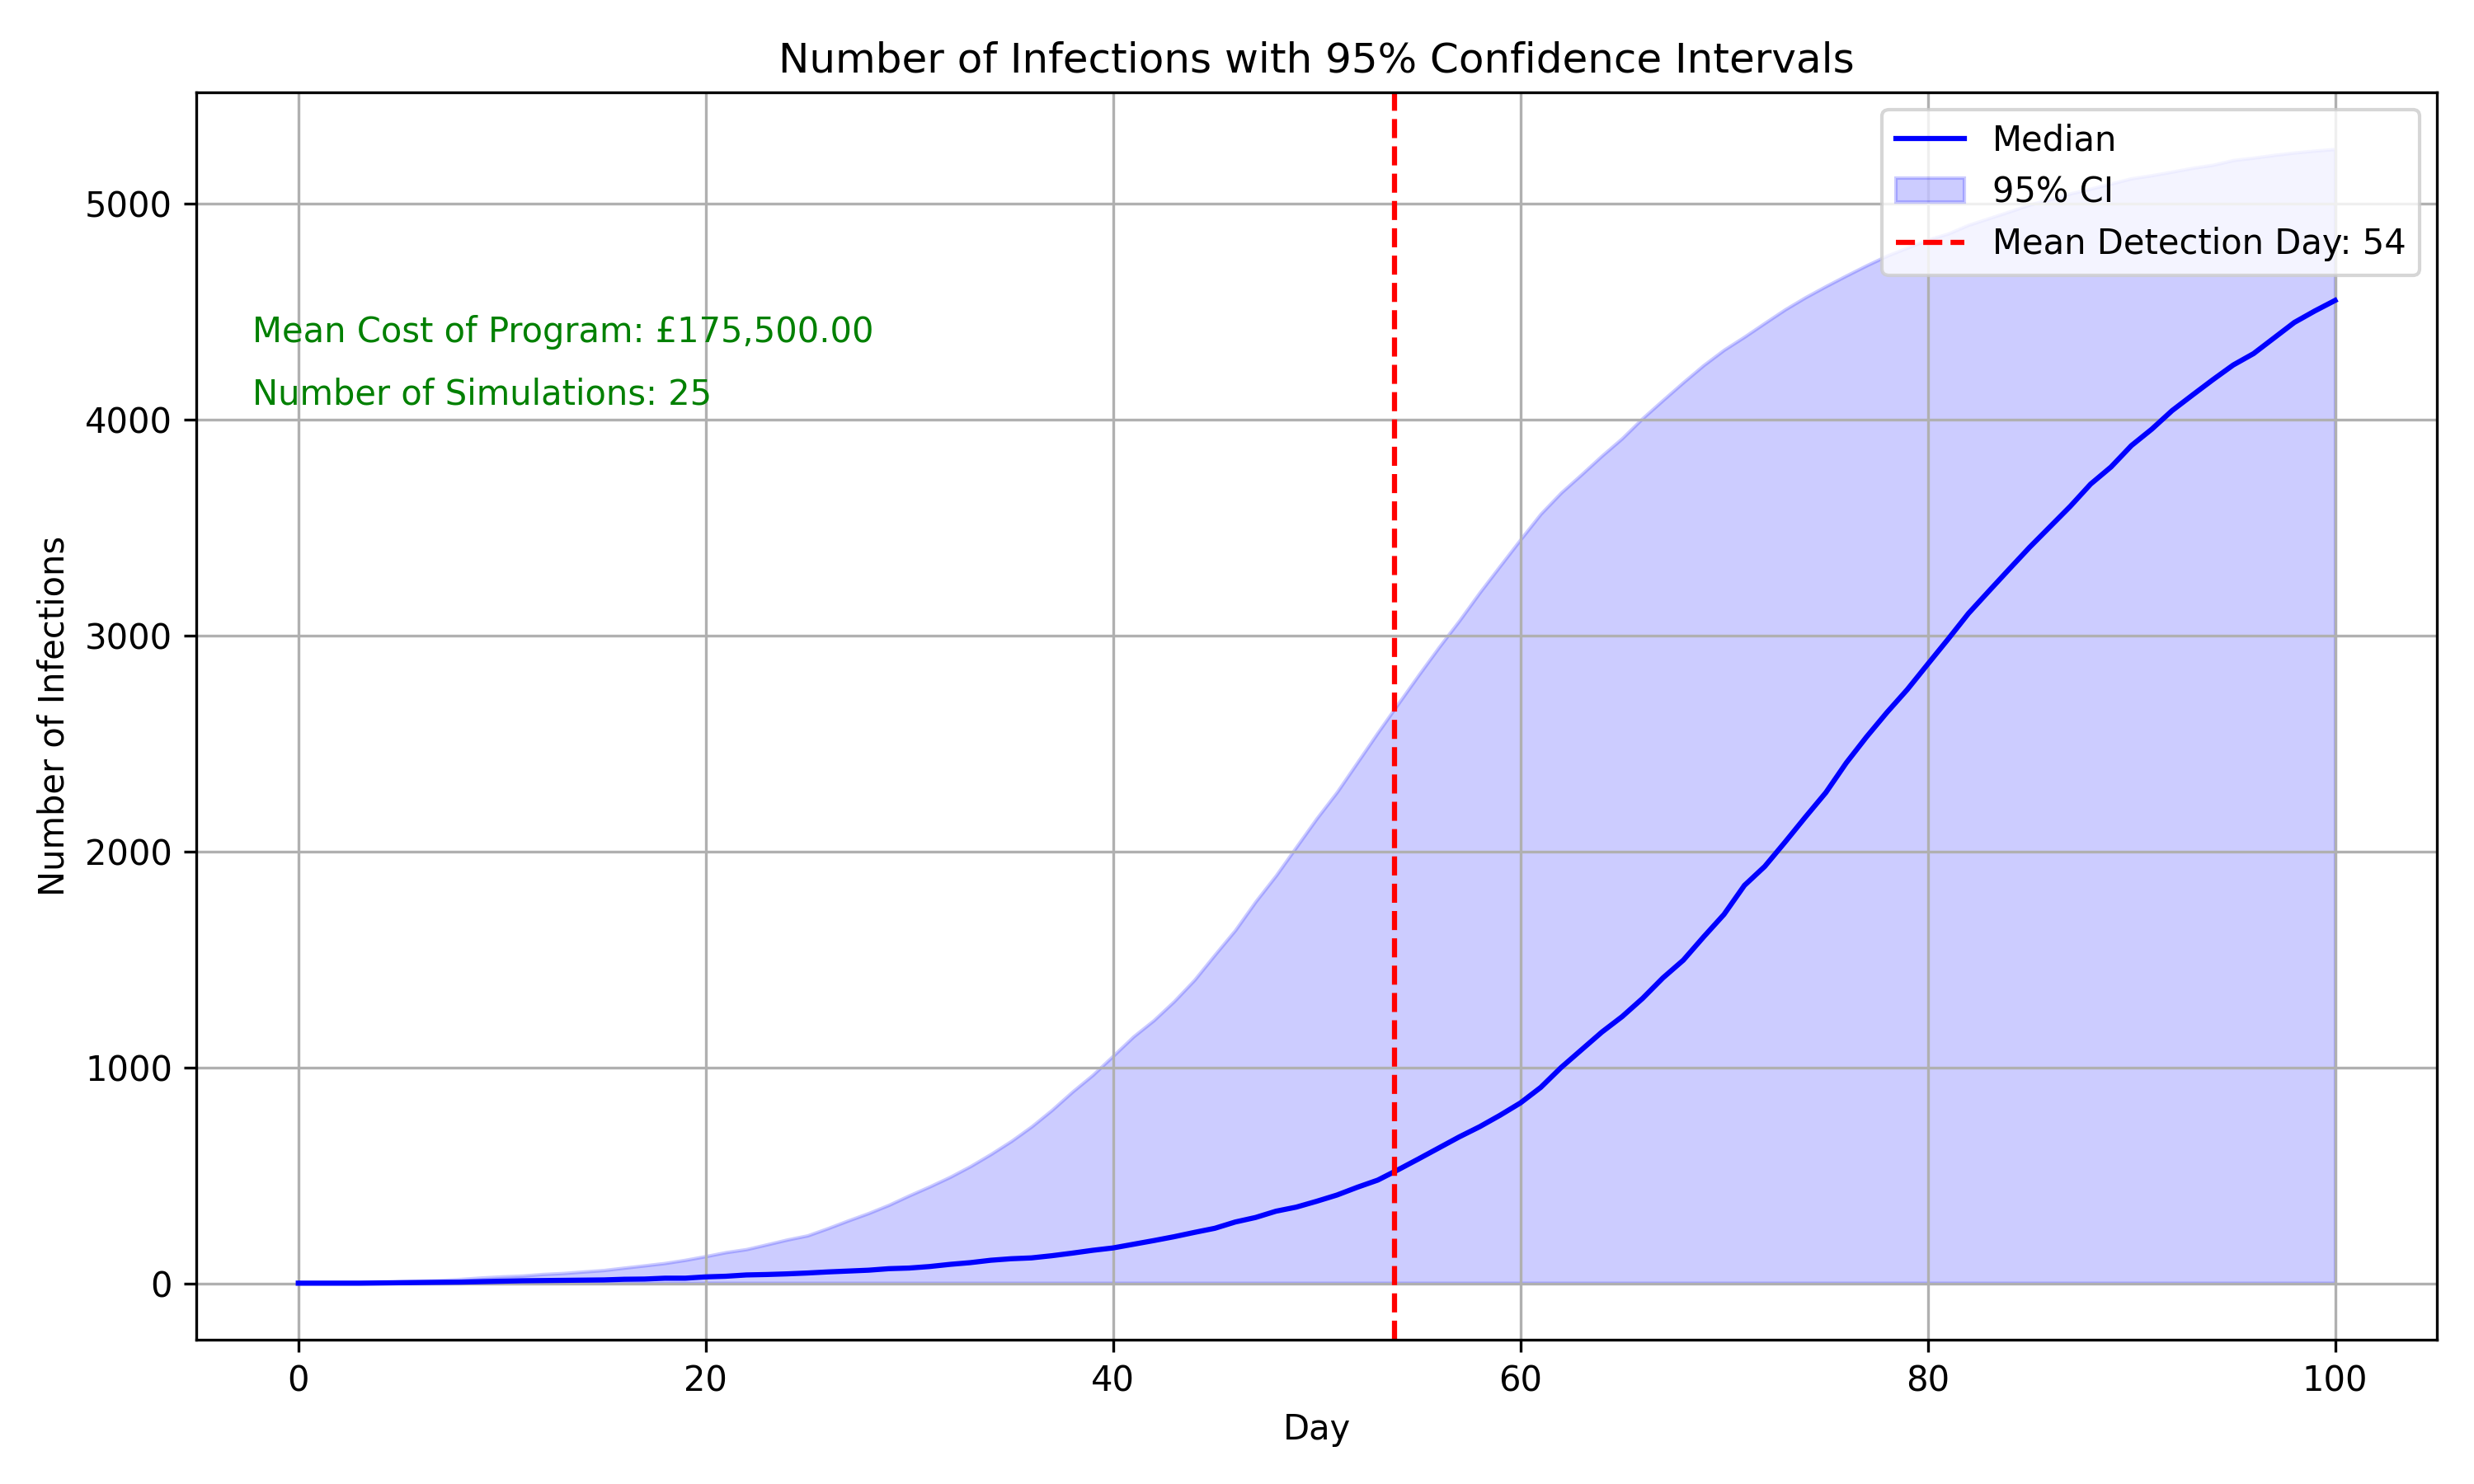 Number of Infections with 95% Confidence Intervals
Median
95% CI
Mean Detection Day: 54
Mean Cost of Program: £175,500.00
Number of Simulations: 25
Number of Infections
5000
4000
3000
2000
1000
0
0 20 40 60 80 100
Day